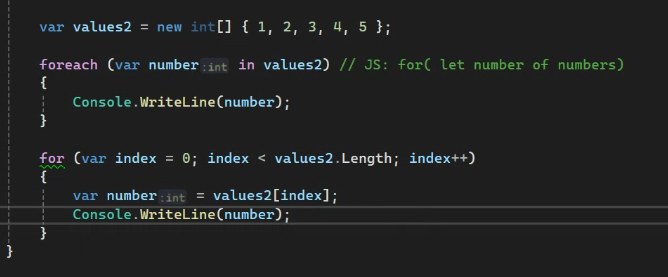 var values2 = new int[] { 1, 2, 3, 4, 5 };
foreach (var number :int in values2) // JS: for( let number of numbers)
{
Console.WriteLine(number);
}
for (var index = 0; index < values2.Length; index++)
{
var number :int = values2[index];
Console.WriteLine(number);
}
}